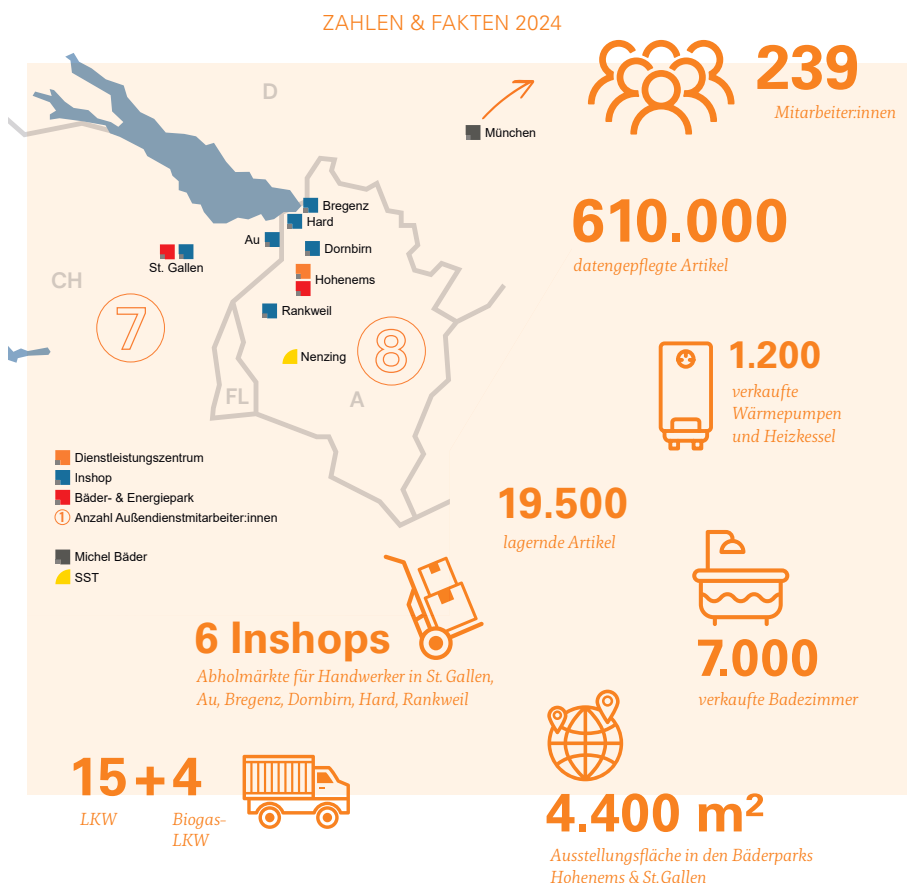 ZAHLEN & FAKTEN 2024
D
München
239
Mitarbeiter:innen
Bregenz
Hard
Au
Dornbirn
St. Gallen
Hohenems
CH
Rankweil
7
Nenzing
8
FL
A
610.000
datengepflegte Artikel
1.200
verkaufte
Wärmepumpen
und Heizkessel
Dienstleistungszentrum
Inshop
Bäder- & Energiepark
1 Anzahl Außendienstmitarbeiter:innen
Michel Bäder
SST
19.500
lagernde Artikel
6 Inshops
Abholmärkte für Handwerker in St. Gallen,
Au, Bregenz, Dornbirn, Hard, Rankweil
7.000
verkaufte Badezimmer
15 + 4
LKW
Biogas-
LKW
4.400 m²
Ausstellungsfläche in den Bäderparks
Hohenems & St.Gallen